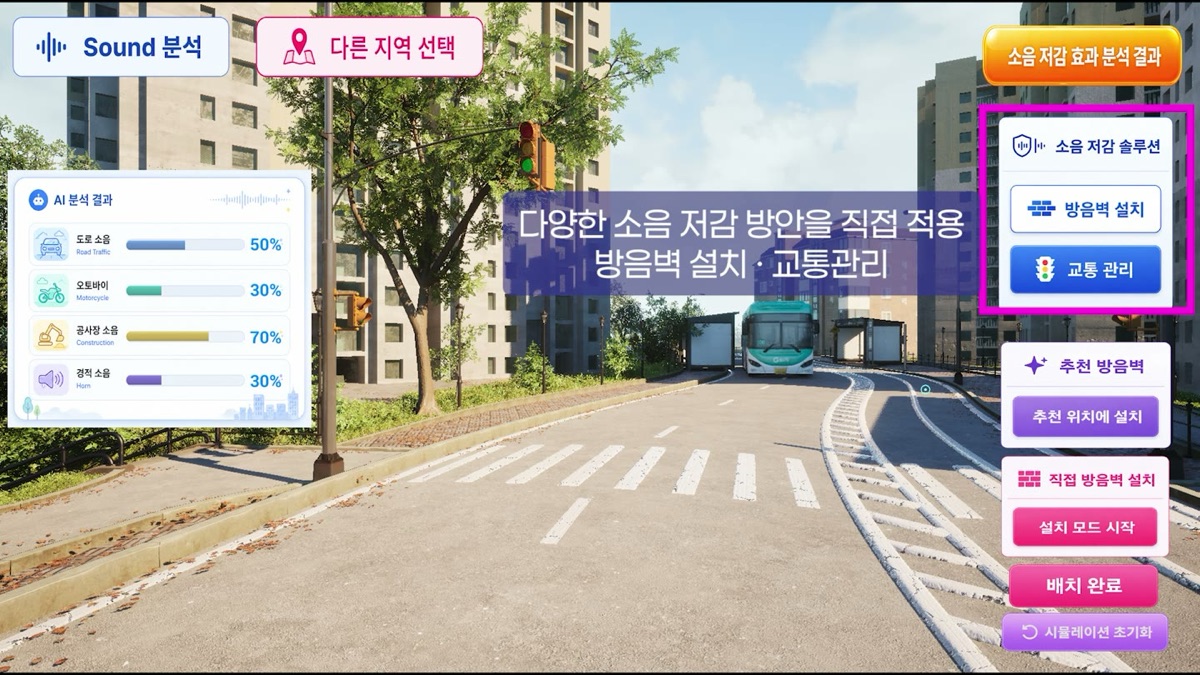 Sound 분석
다른 지역 선택
소음 저감 효과 분석 결과
AI 분석 결과
도로 소음
Road Traffic
50%
오토바이
Motorcycle
30%
공사장 소음
Construction
70%
경적 소음
Horn
30%
다양한 소음 저감 방안을 직접 적용
방음벽 설치 · 교통관리
소음 저감 솔루션
방음벽 설치
교통 관리
추천 방음벽
추천 위치에 설치
직접 방음벽 설치
설치 모드 시작
배치 완료
시뮬레이션 초기화